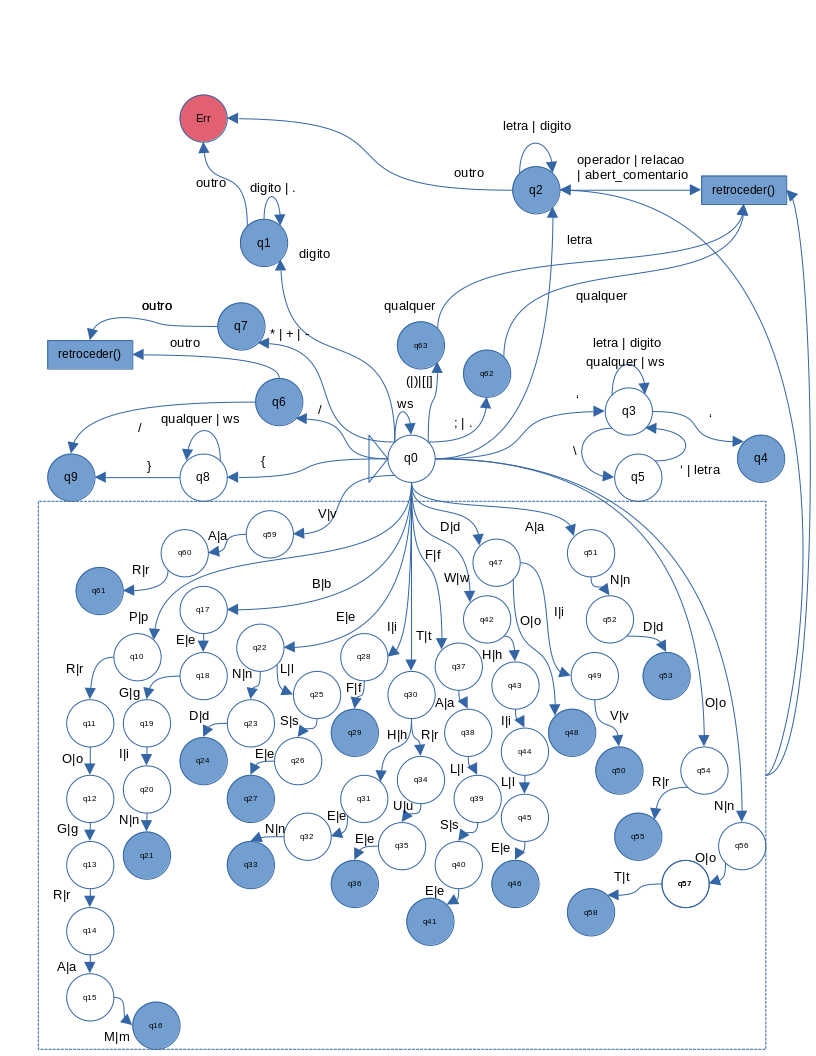 Err
letra | digito
operador | relacao
| abert_comentario
outro
q2
retroceder()
outro
digito | .
q1
letra
digito
qualquer
qualquer
outro
q7
* | + | -
q63
retroceder()
outro
q62
letra | digito
qualquer | ws
(|)|[|]
ws
q6
/
‘
q3
‘
/
qualquer | ws
; | .
q0
\
q4
}
{
q9
q8
q5
‘ | letra
V|v
q59
D|d
A|a
A|a
q60
F|f
q51
R|r
q61
W|w
q47
N|n
B|b
P|p
q17
E|e
I|i
T|t
q42
O|o
I|i
q52
D|d
E|e
q10
q22
q28
q37
H|h
R|r
q18
N|n
L|l
F|f
q30
A|a
q43
q49
q53
G|g
q25
O|o
q11
q19
D|d
q23
S|s
q29
H|h
R|r
q38
I|i
q48
V|v
O|o
I|i
q24
E|e
q26
q34
L|l
q44
q50
q54
R|r
q12
q20
q27
q31
U|u
q39
L|l
N|n
G|g
N|n
N|n
q32
E|e
S|s
q45
q55
q21
E|e
q35
E|e
q56
O|o
q13
q33
q36
q40
q46
T|t
q57
R|r
E|e
q58
q41
q14
A|a
q15
M|m
q16